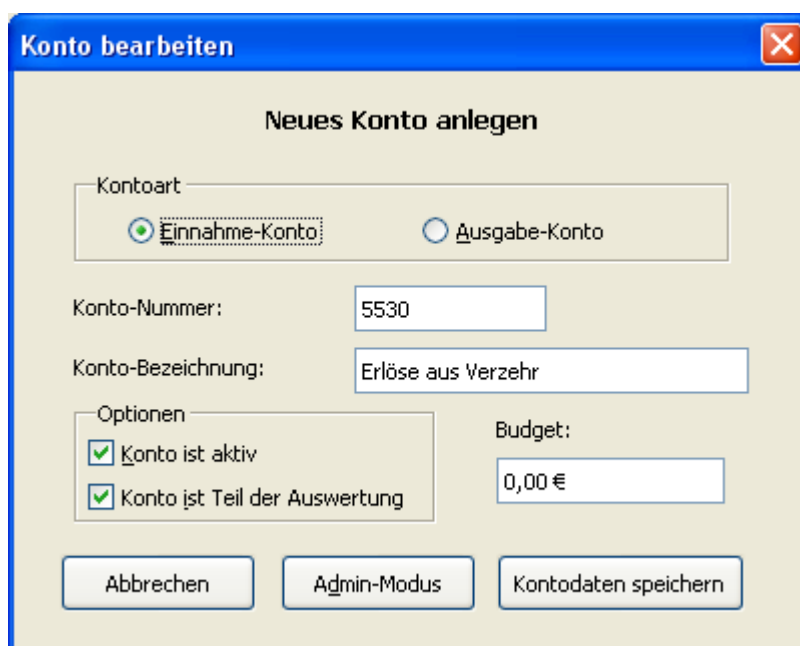 Konto bearbeiten
Neues Konto anlegen
Kontoart
Einnahme-Konto
Ausgabe-Konto
Konto-Nummer:
5530
Konto-Bezeichnung:
Erlöse aus Verzehr
Optionen
Konto ist aktiv
Konto ist Teil der Auswertung
Budget:
0,00 €
Abbrechen
Admin-Modus
Kontodaten speichern